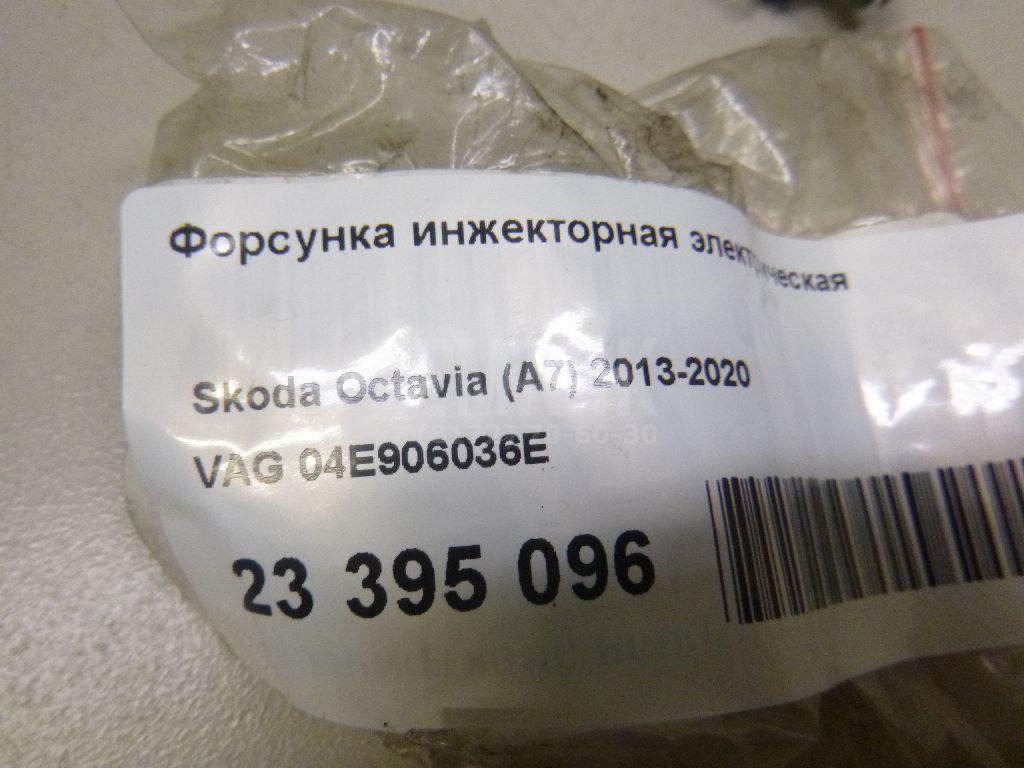 Форсунка инжекторная электрическая
Skoda Octavia (A7) 2013-2020
VAG 04E906036E
23 395 096